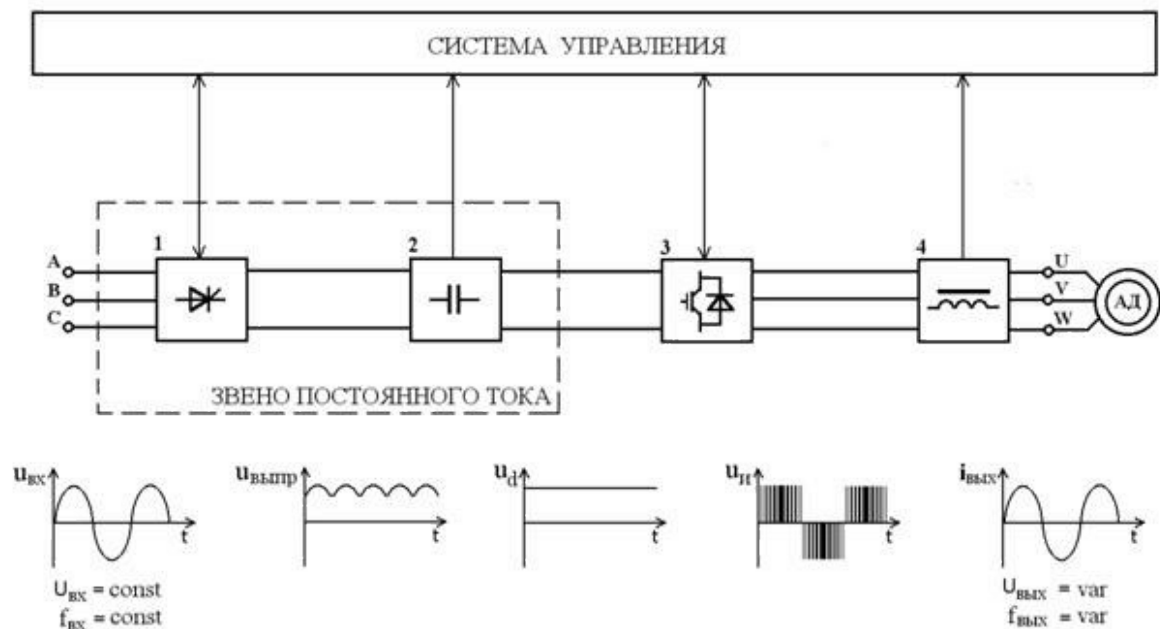 СИСТЕМА УПРАВЛЕНИЯ
1
2
3
4
A
B
C
U
V
W
АД
ЗВЕНО ПОСТОЯННОГО ТОКА
uвх
t
uвыпр
t
ud
t
uи
t
iвых
t
Uвх = const
fвх = const
Uвых = var
fвых = var